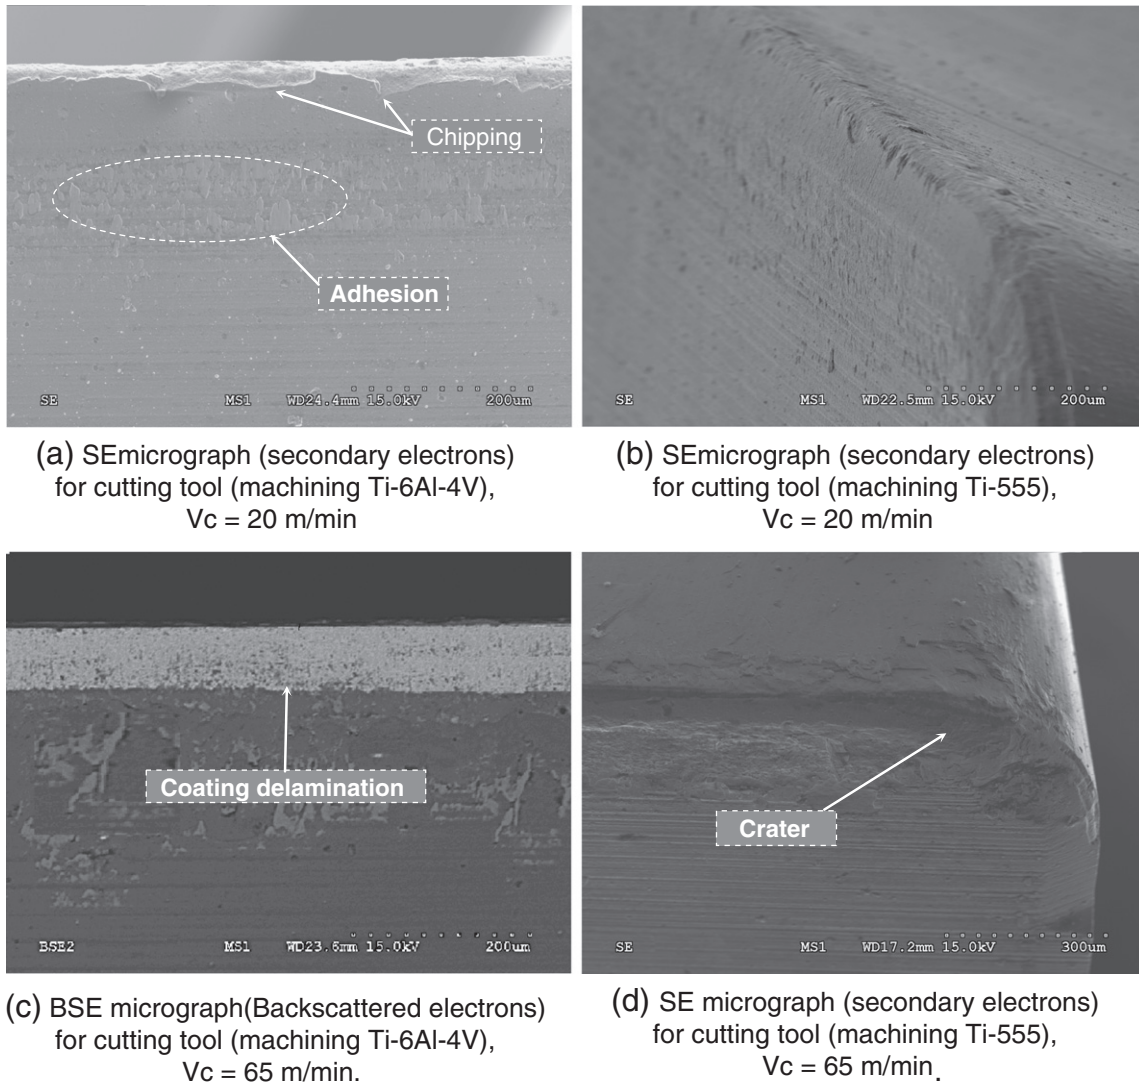 Chipping
Adhesion
SE MS1 WD24.4mm 15.0kV 200um
SE MS1 WD22.5mm 15.0kV 200um
(a) SEmicrograph (secondary electrons)
for cutting tool (machining Ti-6Al-4V),
Vc = 20 m/min
(b) SEmicrograph (secondary electrons)
for cutting tool (machining Ti-555),
Vc = 20 m/min
Coating delamination
BSE2 MS1 WD23.6mm 15.0kV 200um
Crater
SE MS1 WD17.2mm 15.0kV 300um
(c) BSE micrograph(Backscattered electrons)
for cutting tool (machining Ti-6Al-4V),
Vc = 65 m/min.
(d) SE micrograph (secondary electrons)
for cutting tool (machining Ti-555),
Vc = 65 m/min.